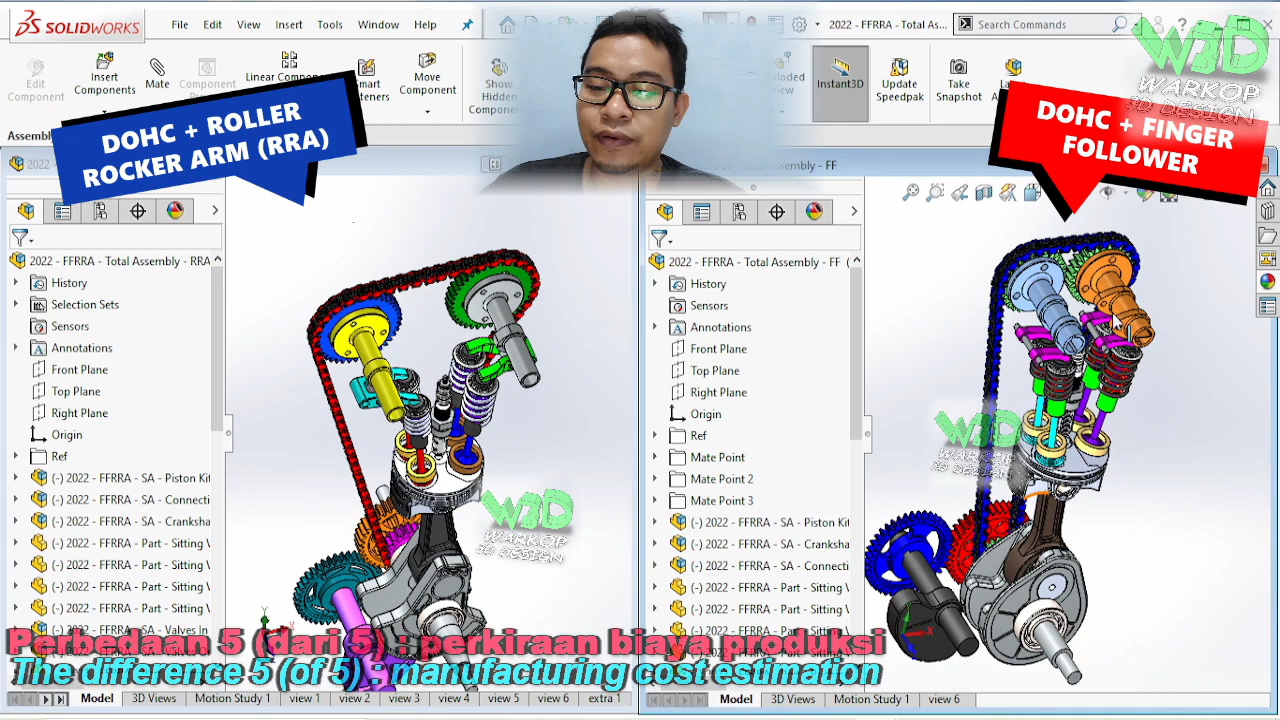 SOLIDWORKS
File Edit View Insert Tools Window Help
2022 - FFRRA - Total As...
Search Commands
Edit Component
Insert Components
Mate
Component
Linear
Move Component
Show Hidden Components
Instant3D
Update Speedpak
Take Snapshot
W3D
WARKOP
3D DESIGN
DOHC + ROLLER
ROCKER ARM (RRA)
DOHC + FINGER
FOLLOWER
Assembly - FF
2022 - FFRRA - Total Assembly - RRA
History
Selection Sets
Sensors
Annotations
Front Plane
Top Plane
Right Plane
Origin
Ref
(-) 2022 - FFRRA - SA - Piston Kit
(-) 2022 - FFRRA - SA - Connecti
(-) 2022 - FFRRA - SA - Cranksha
(-) 2022 - FFRRA - Part - Sitting V
(-) 2022 - FFRRA - Part - Sitting V
(-) 2022 - FFRRA - Part - Sitting V
(-) 2022 - FFRRA - Part - Sitting V
(-) 2022 - FFRRA - SA - Valves In
2022 - FFRRA - Total Assembly - FF (
History
Sensors
Annotations
Front Plane
Top Plane
Right Plane
Origin
Ref
Mate Point
Mate Point 2
Mate Point 3
(-) 2022 - FFRRA - SA - Piston Kit
(-) 2022 - FFRRA - SA - Cranksha
(-) 2022 - FFRRA - SA - Connecti
(-) 2022 - FFRRA - Part - Sitting V
(-) 2022 - FFRRA - Part - Sitting V
W3D
WARKOP
3D DESIGN
W3D
WARKOP
3D DESIGN
Perbedaan 5 (dari 5) : perkiraan biaya produksi
The difference 5 (of 5) : manufacturing cost estimation
Model 3D Views Motion Study 1 view 1 view 2 view 3 view 4 view 5 view 6 extra 1
Model 3D Views Motion Study 1 view 6